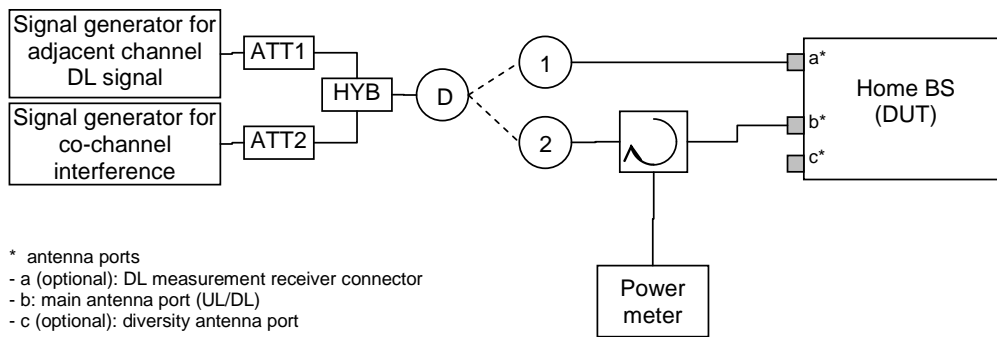 Signal generator for
adjacent channel
DL signal
ATT1
Signal generator for
co-channel
interference
ATT2
HYB
D
1
2
a*
b*
c*
Home BS
(DUT)
Power
meter
* antenna ports
- a (optional): DL measurement receiver connector
- b: main antenna port (UL/DL)
- c (optional): diversity antenna port